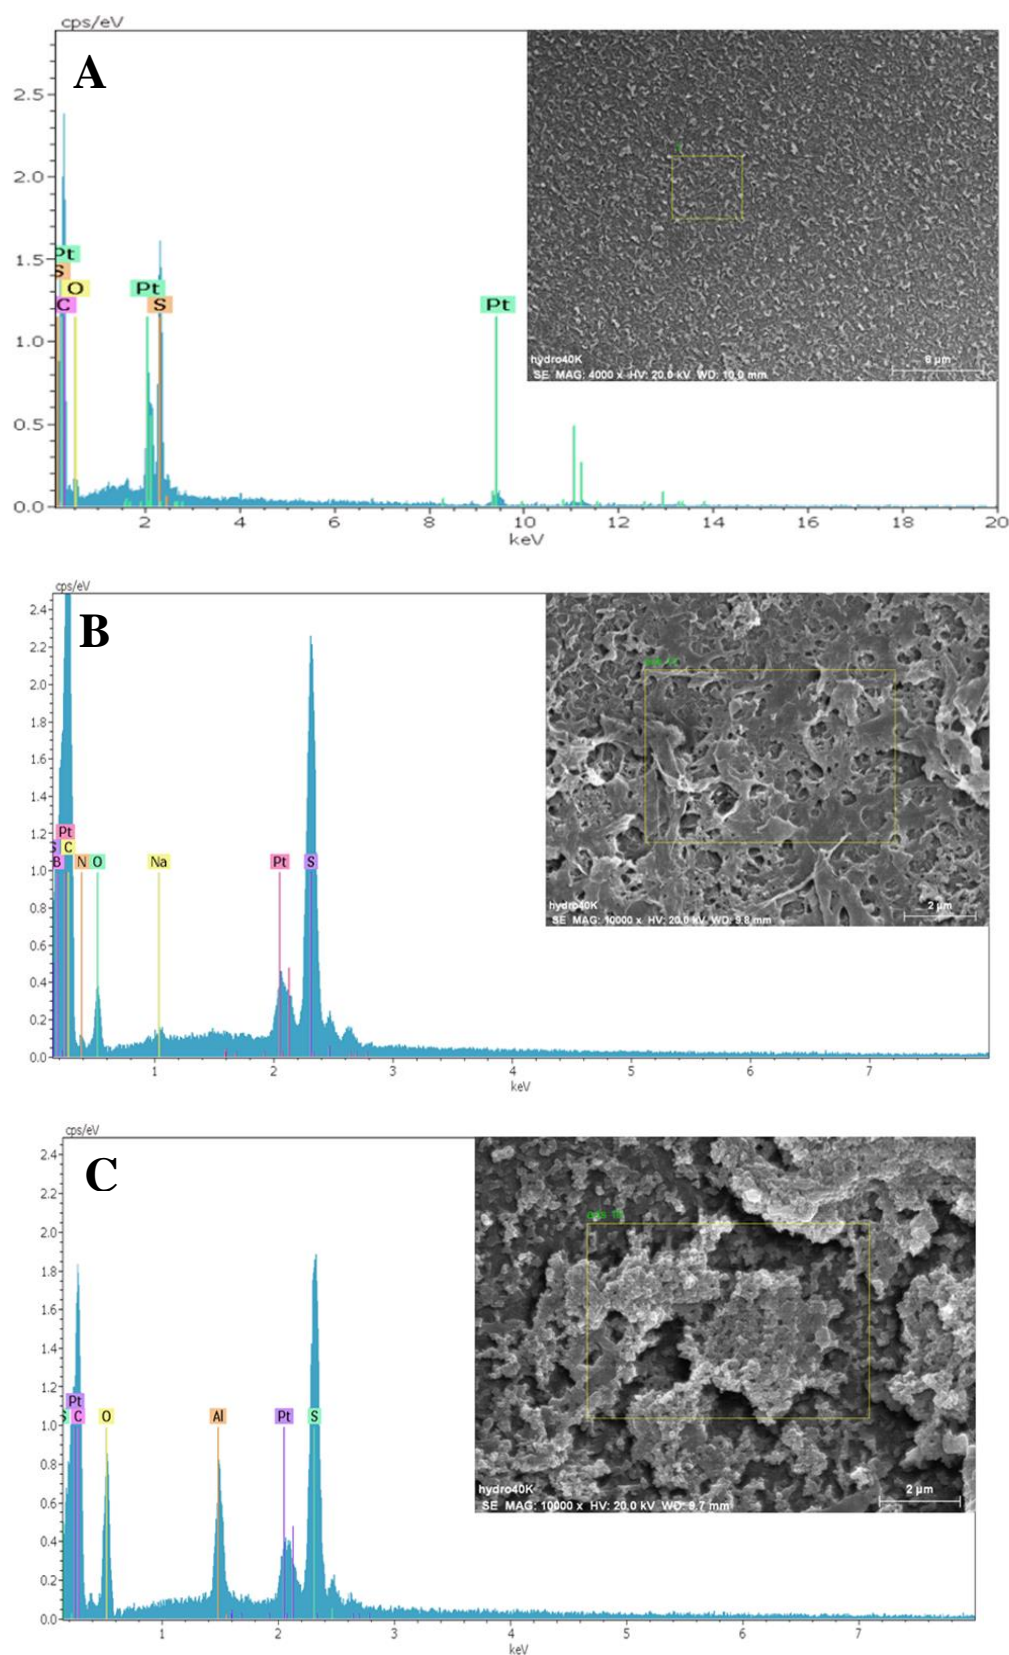 cps/eV
A
2.5
2.0
Pt
1.5
S
O Pt
C S Pt
1.0
0.5
0.0
2 4 6 8 10 12 14 16 18 20
keV
8 µm
hydro40K
SE MAG: 4000 x HV: 20.0 kV WD: 10.0 mm
cps/eV
B
2.4
2.2
2.0
1.8
1.6
1.4
1.2
Pt
S C
B N O Na Pt S
1.0
0.8
0.6
0.4
0.2
0.0
1 2 3 4 5 6 7
keV
hydro40K
2 µm
SE MAG: 10000 x HV: 20.0 kV WD: 9.8 mm
cps/eV
C
2.4
2.2
2.0
1.8
1.6
1.4
1.2
Pt
S C O Al Pt S
1.0
0.8
0.6
0.4
0.2
0.0
1 2 3 4 5 6 7
keV
hydro40K
2 µm
SE MAG: 10000 x HV: 20.0 kV WD: 9.7 mm